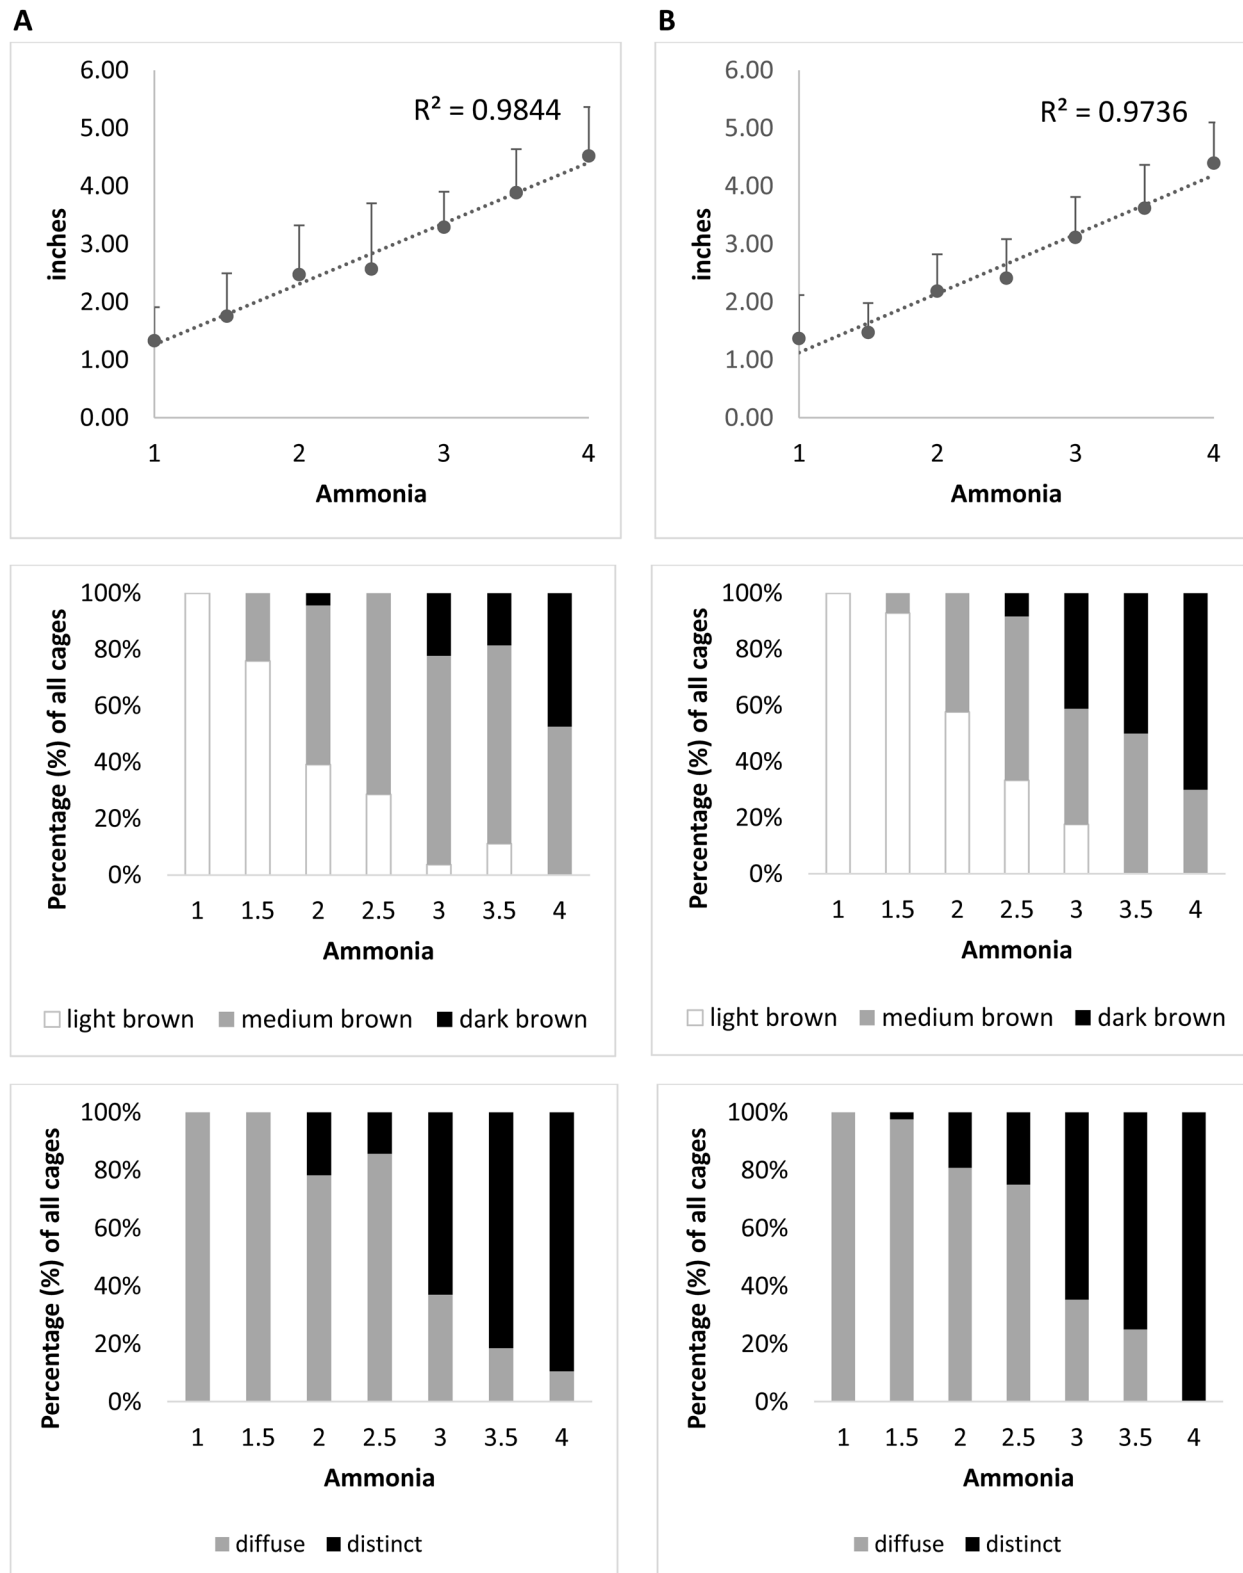 A
B
6.00
5.00
4.00
3.00
2.00
1.00
0.00
inches
R² = 0.9844
1 2 3 4
Ammonia
6.00
5.00
4.00
3.00
2.00
1.00
0.00
inches
R² = 0.9736
1 2 3 4
Ammonia
100%
80%
60%
40%
20%
0%
Percentage (%) of all cages
1 1.5 2 2.5 3 3.5 4
Ammonia
light brown medium brown dark brown
100%
80%
60%
40%
20%
0%
Percentage (%) of all cages
1 1.5 2 2.5 3 3.5 4
Ammonia
light brown medium brown dark brown
100%
80%
60%
40%
20%
0%
Percentage (%) of all cages
1 1.5 2 2.5 3 3.5 4
Ammonia
diffuse distinct
100%
80%
60%
40%
20%
0%
Percentage (%) of all cages
1 1.5 2 2.5 3 3.5 4
Ammonia
diffuse distinct